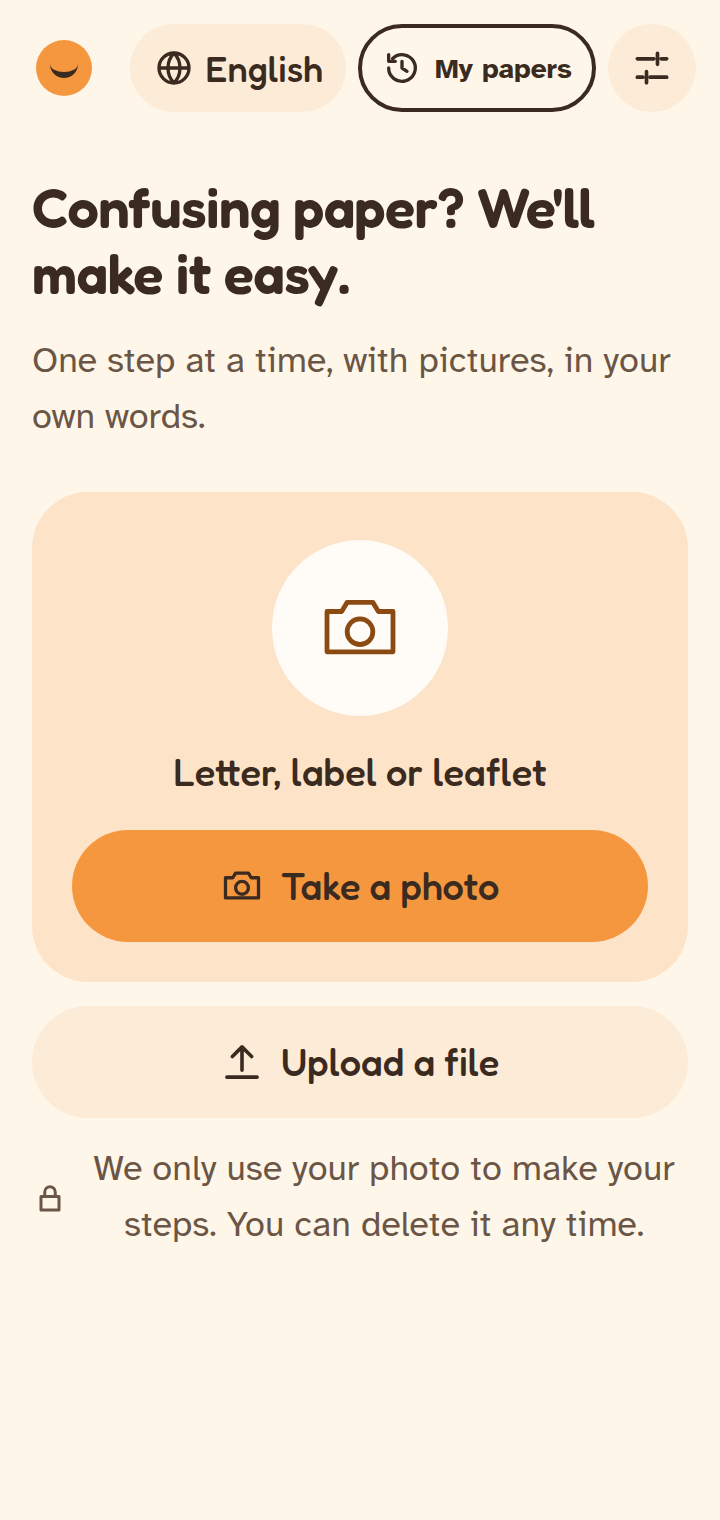 English
My papers
Confusing paper? We'll
make it easy.
One step at a time, with pictures, in your
own words.
Letter, label or leaflet
Take a photo
Upload a file
We only use your photo to make your
steps. You can delete it any time.